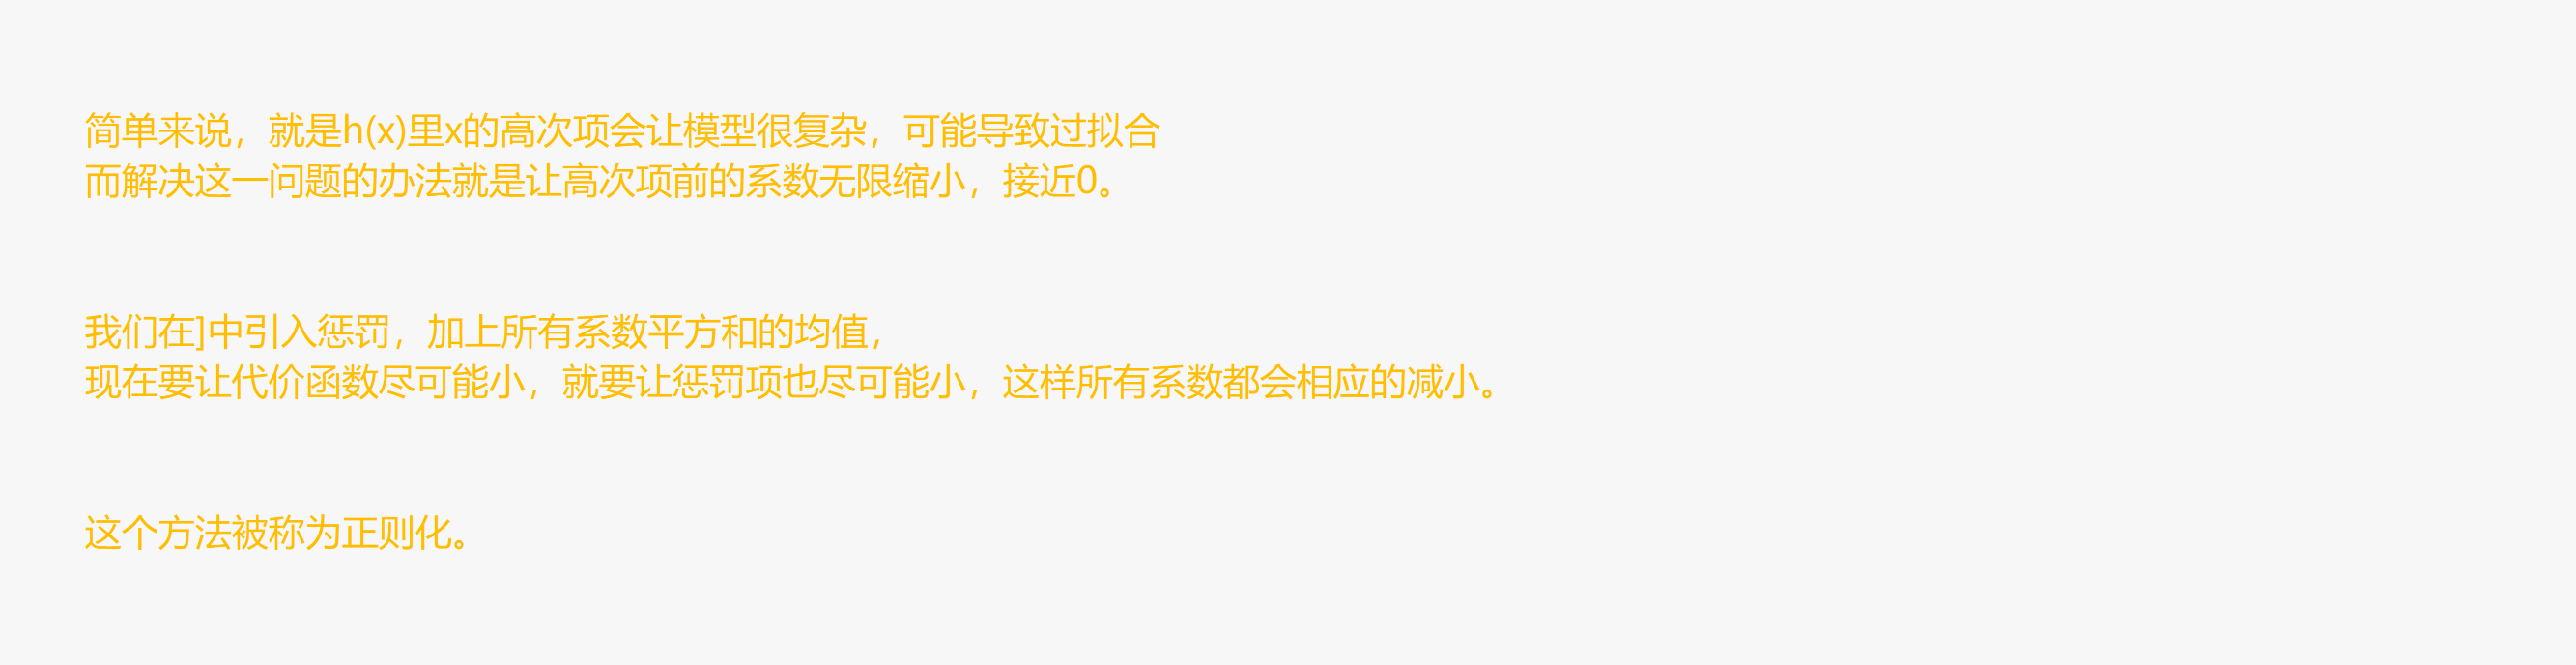 简单来说，就是h(x)里x的高次项会让模型很复杂，可能导致过拟合
而解决这一问题的办法就是让高次项前的系数无限缩小，接近0。
我们在J中引入惩罚，加上所有系数平方和的均值，
现在要让代价函数尽可能小，就要让惩罚项也尽可能小，这样所有系数都会相应的减小。
这个方法被称为正则化。